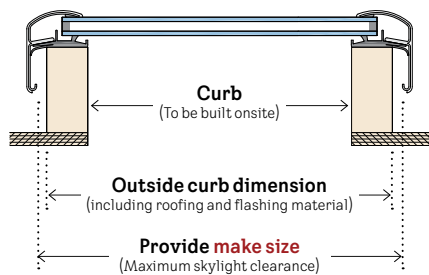 Curb
(To be built onsite)
Outside curb dimension
(including roofing and flashing material)
Provide make size
(Maximum skylight clearance)